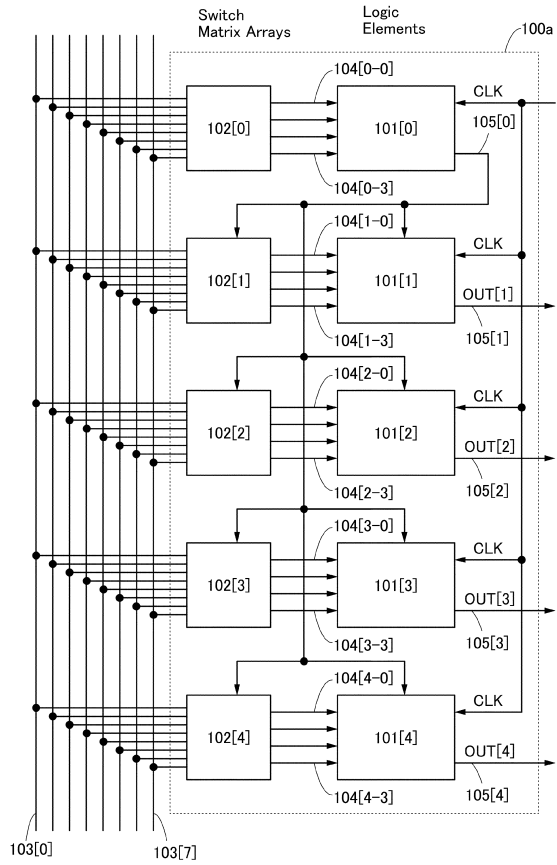 Switch
Matrix Arrays
Logic
Elements
100a
104[0-0]
CLK
102[0]
101[0]
105[0]
104[0-3]
104[1-0]
CLK
102[1]
101[1]
OUT[1]
104[1-3]
105[1]
104[2-0]
CLK
102[2]
101[2]
OUT[2]
104[2-3]
105[2]
104[3-0]
CLK
102[3]
101[3]
OUT[3]
104[3-3]
105[3]
104[4-0]
CLK
102[4]
101[4]
OUT[4]
104[4-3]
105[4]
103[0]
103[7]